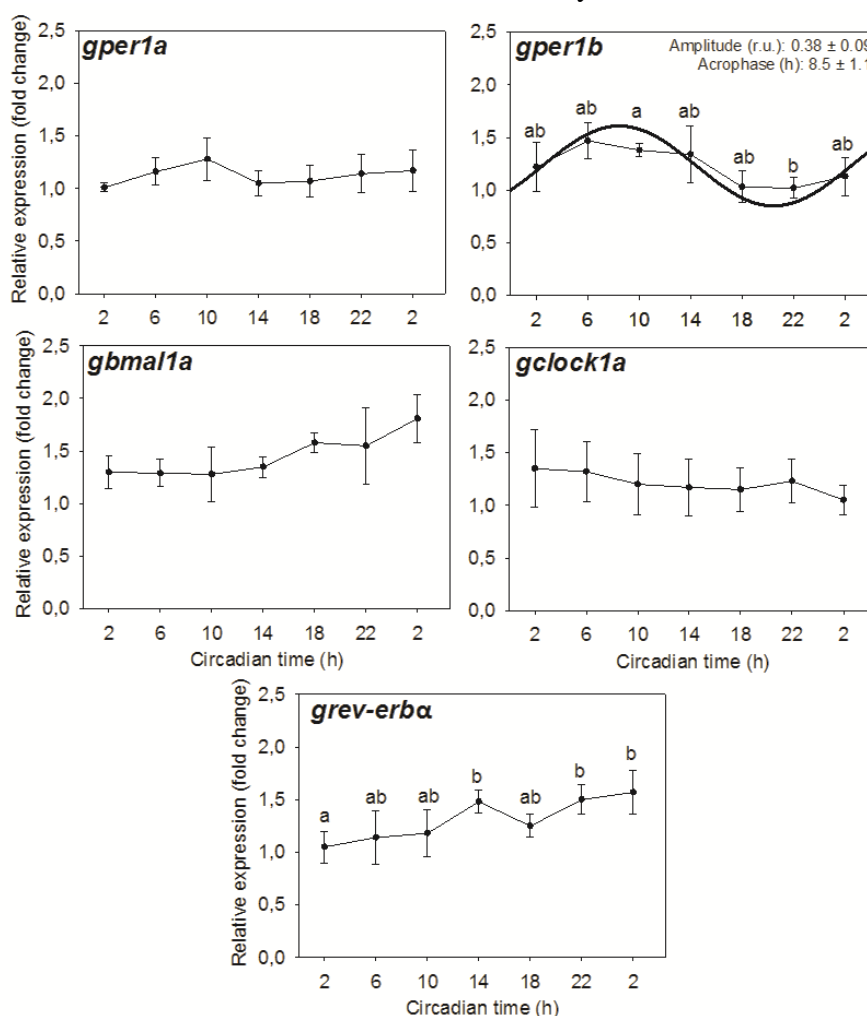 gper1a
2,5
2,0
1,5
1,0
0,5
0,0
Relative expression (fold change)
2 6 10 14 18 22 2
gper1b
Amplitude (r.u.): 0.38 ± 0.09
Acrophase (h): 8.5 ± 1.1
2,5
2,0
1,5
1,0
0,5
0,0
ab ab a ab ab b ab
2 6 10 14 18 22 2
gbmal1a
2,5
2,0
1,5
1,0
0,5
0,0
Relative expression (fold change)
2 6 10 14 18 22 2
Circadian time (h)
gclock1a
2,5
2,0
1,5
1,0
0,5
0,0
2 6 10 14 18 22 2
Circadian time (h)
grev-erbα
2,5
2,0
1,5
1,0
0,5
0,0
Relative expression (fold change)
a ab ab b ab b b
2 6 10 14 18 22 2
Circadian time (h)